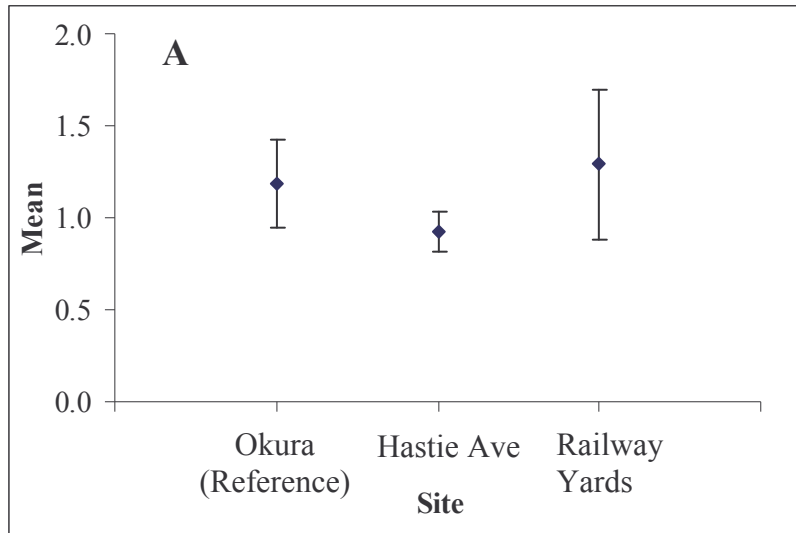 A
2.0
1.5
1.0
0.5
0.0
Mean
Okura
(Reference)
Hastie Ave
Railway
Yards
Site